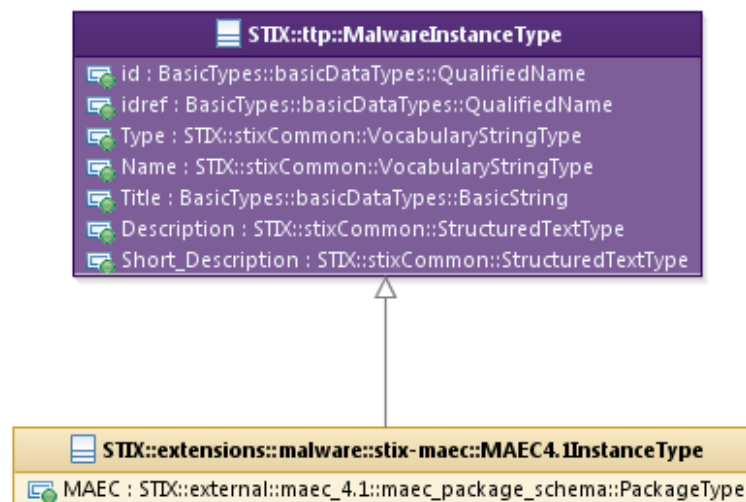 STIX::ttp::MalwareInstanceType
id : BasicTypes::basicDataTypes::QualifiedName
idref : BasicTypes::basicDataTypes::QualifiedName
Type : STIX::stixCommon::VocabularyStringType
Name : STIX::stixCommon::VocabularyStringType
Title : BasicTypes::basicDataTypes::BasicString
Description : STIX::stixCommon::StructuredTextType
Short_Description : STIX::stixCommon::StructuredTextType
STIX::extensions::malware::stix-maec::MAEC4.1InstanceType
MAEC : STIX::external::maec_4.1::maec_package_schema::PackageType